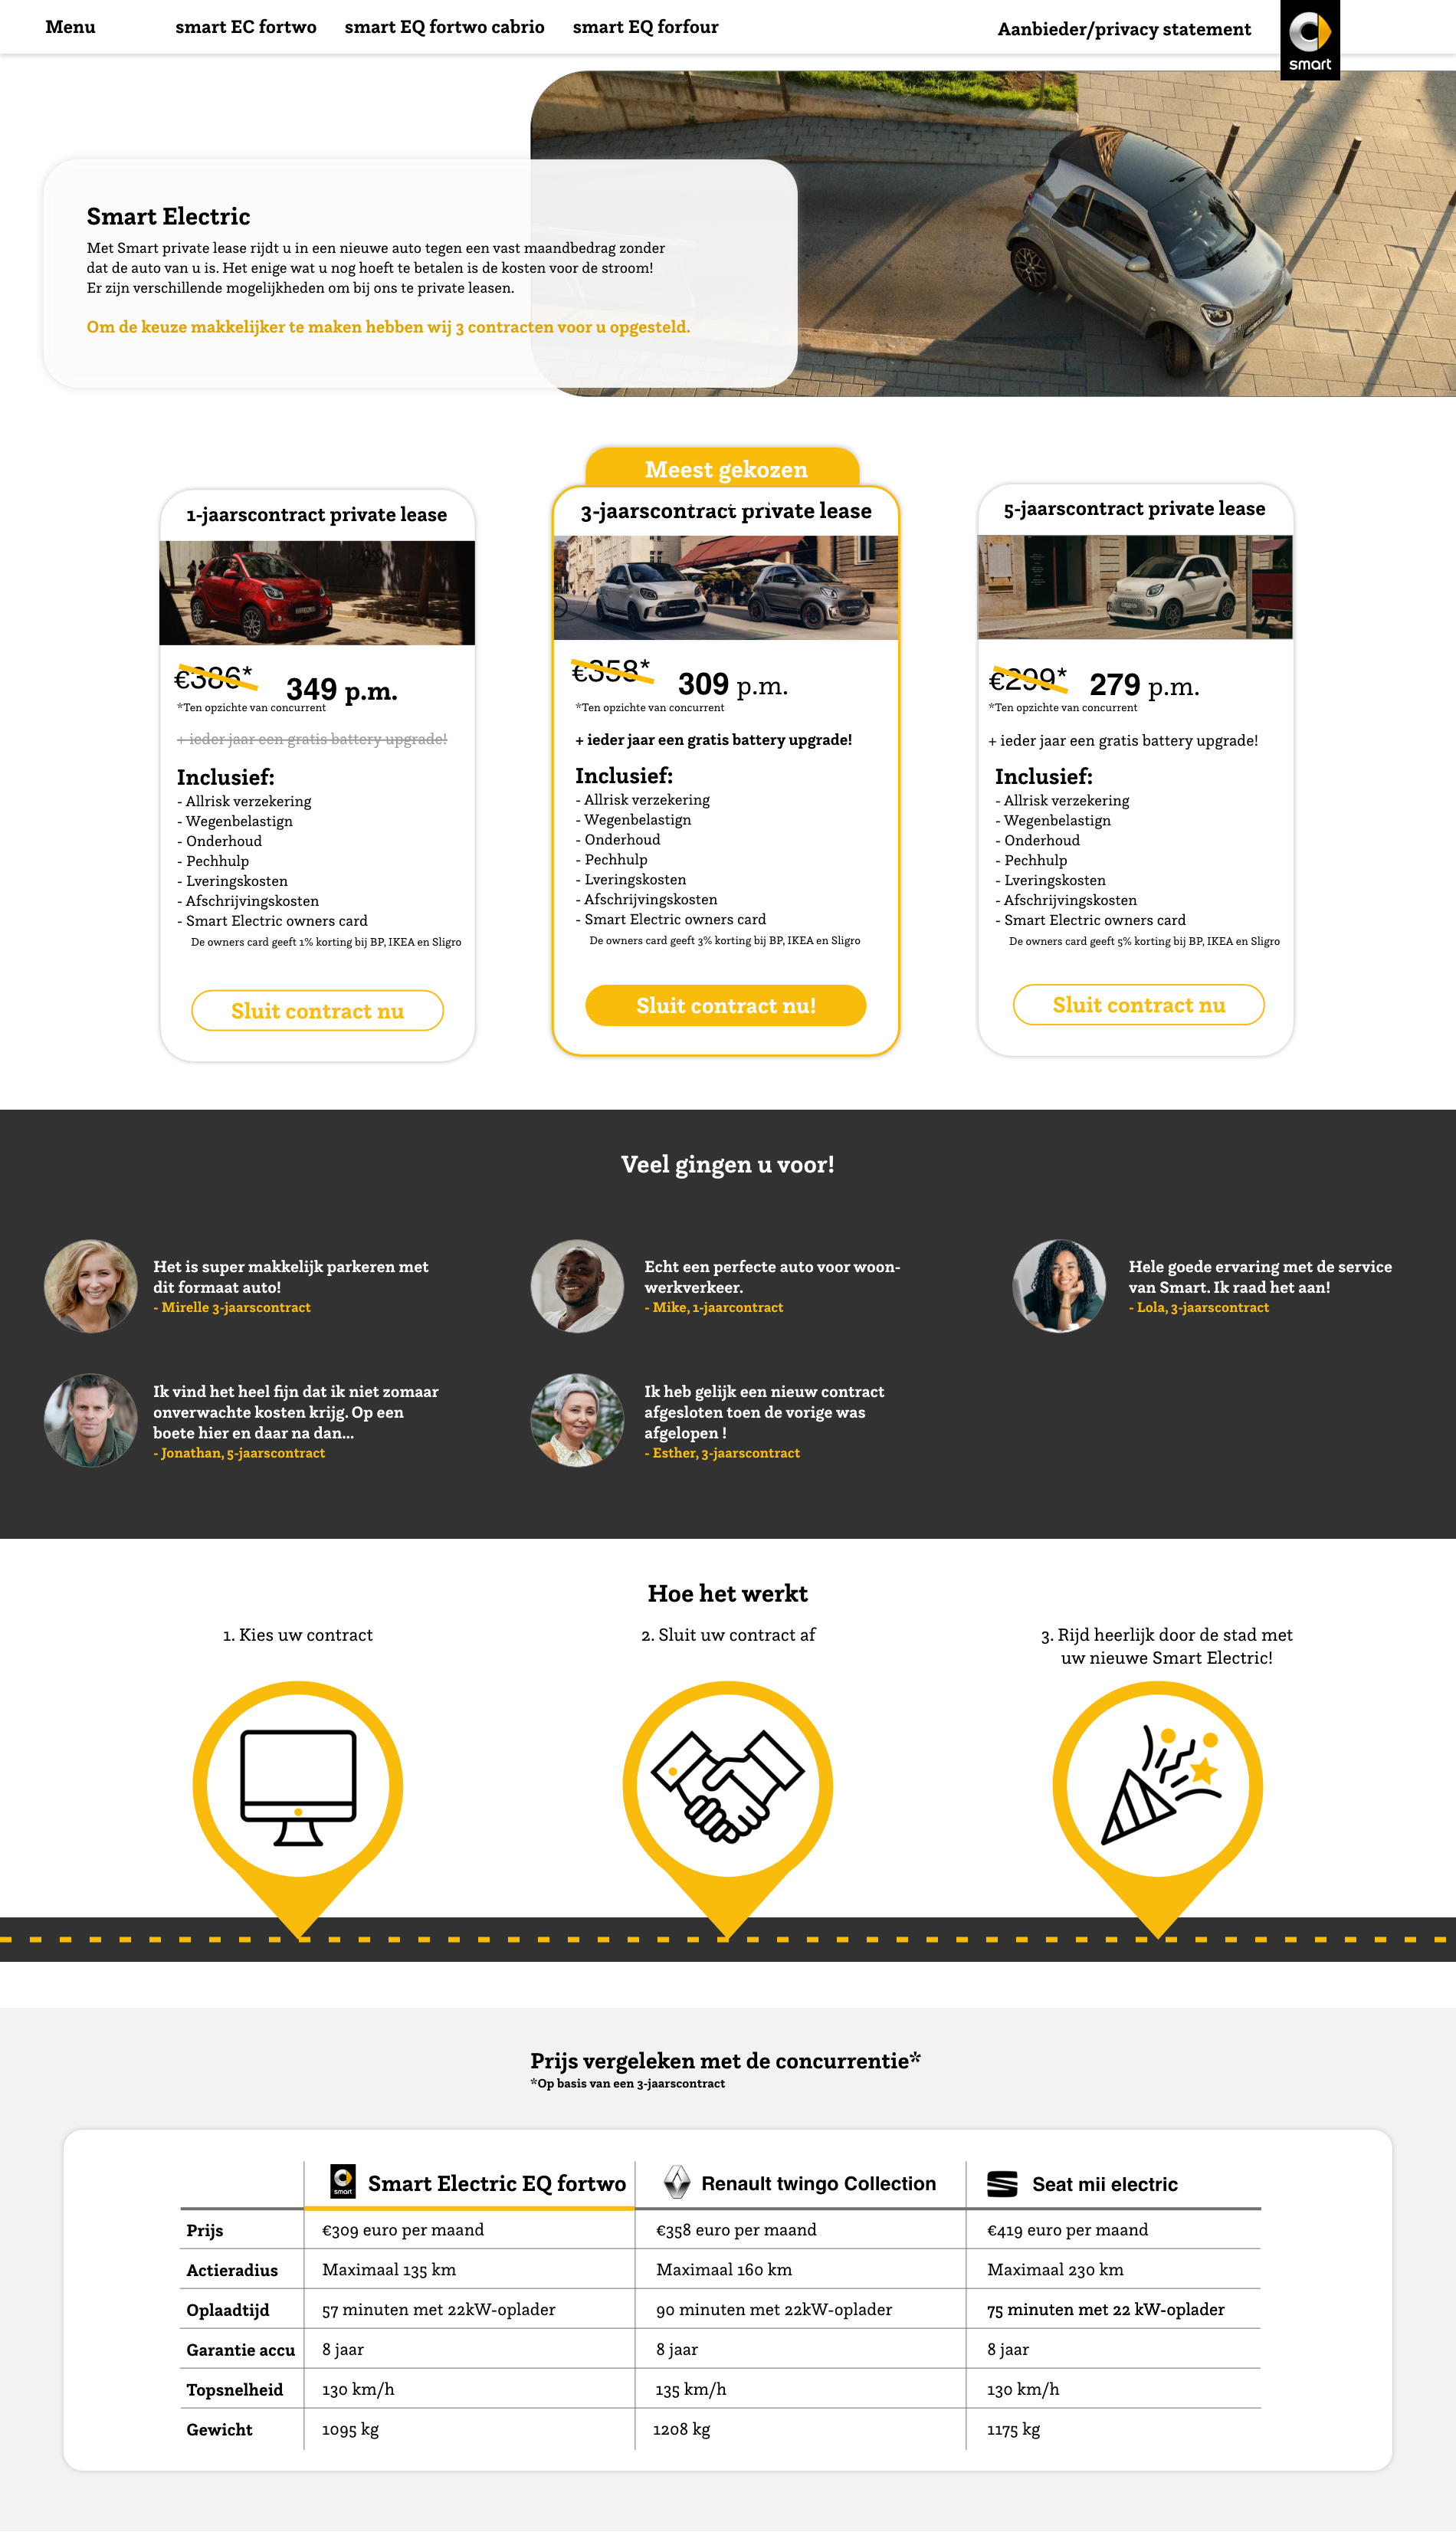 Menu
smart EC fortwo
smart EQ fortwo cabrio
smart EQ forfour
Aanbieder/privacy statement
smart
Smart Electric
Met Smart private lease rijdt u in een nieuwe auto tegen een vast maandbedrag zonder
dat de auto van u is. Het enige wat u nog hoeft te betalen is de kosten voor de stroom!
Er zijn verschillende mogelijkheden om bij ons te private leasen.
Om de keuze makkelijker te maken hebben wij 3 contracten voor u opgesteld.
1-jaarscontract private lease
€386*
349 p.m.
*Ten opzichte van concurrent
+ ieder jaar een gratis battery upgrade!
Inclusief:
- Allrisk verzekering
- Wegenbelastign
- Onderhoud
- Pechhulp
- Lveringskosten
- Afschrijvingskosten
- Smart Electric owners card
De owners card geeft 1% korting bij BP, IKEA en Sligro
Sluit contract nu
Meest gekozen
3-jaarscontract private lease
€358*
309 p.m.
*Ten opzichte van concurrent
+ ieder jaar een gratis battery upgrade!
Inclusief:
- Allrisk verzekering
- Wegenbelastign
- Onderhoud
- Pechhulp
- Lveringskosten
- Afschrijvingskosten
- Smart Electric owners card
De owners card geeft 3% korting bij BP, IKEA en Sligro
Sluit contract nu!
5-jaarscontract private lease
€299*
279 p.m.
*Ten opzichte van concurrent
+ ieder jaar een gratis battery upgrade!
Inclusief:
- Allrisk verzekering
- Wegenbelastign
- Onderhoud
- Pechhulp
- Lveringskosten
- Afschrijvingskosten
- Smart Electric owners card
De owners card geeft 5% korting bij BP, IKEA en Sligro
Sluit contract nu
Veel gingen u voor!
Het is super makkelijk parkeren met
dit formaat auto!
- Mirelle 3-jaarscontract
Echt een perfecte auto voor woon-
werkverkeer.
- Mike, 1-jaarcontract
Hele goede ervaring met de service
van Smart. Ik raad het aan!
- Lola, 3-jaarscontract
Ik vind het heel fijn dat ik niet zomaar
onverwachte kosten krijg. Op een
boete hier en daar na dan...
- Jonathan, 5-jaarscontract
Ik heb gelijk een nieuw contract
afgesloten toen de vorige was
afgelopen !
- Esther, 3-jaarscontract
Hoe het werkt
1. Kies uw contract
2. Sluit uw contract af
3. Rijd heerlijk door de stad met
uw nieuwe Smart Electric!
Prijs vergeleken met de concurrentie*
*Op basis van een 3-jaarscontract
smart
Smart Electric EQ fortwo
Renault twingo Collection
Seat mii electric
Prijs
€309 euro per maand
€358 euro per maand
€419 euro per maand
Actieradius
Maximaal 135 km
Maximaal 160 km
Maximaal 230 km
Oplaadtijd
57 minuten met 22kW-oplader
90 minuten met 22kW-oplader
75 minuten met 22 kW-oplader
Garantie accu
8 jaar
8 jaar
8 jaar
Topsnelheid
130 km/h
135 km/h
130 km/h
Gewicht
1095 kg
1208 kg
1175 kg